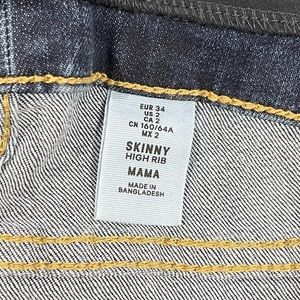 EUR 34
US 2
CA 2
CN 160/64A
MX 2
SKINNY
HIGH RIB
MAMA
MADE IN
BANGLADESH